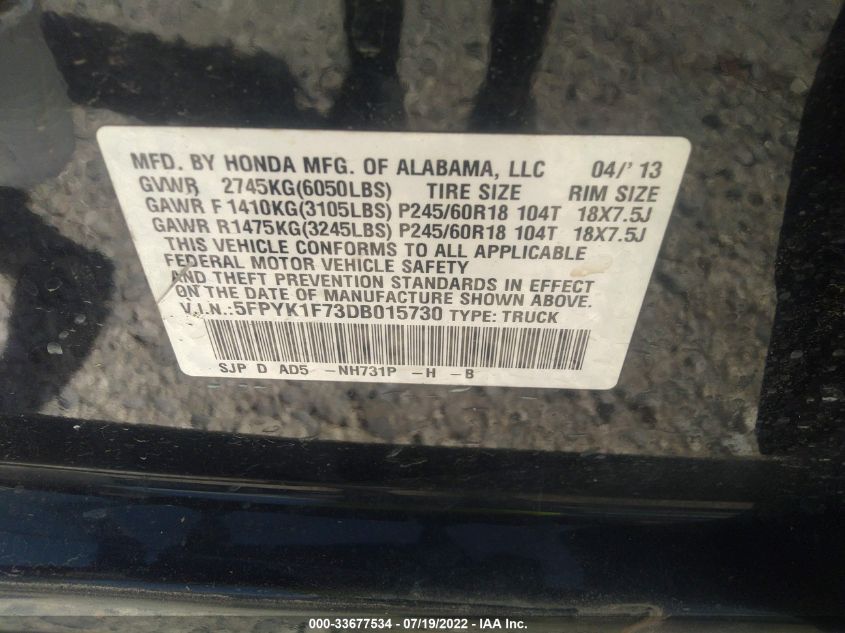 MFD. BY HONDA MFG. OF ALABAMA, LLC 04/'13
GVWR 2745KG(6050LBS) TIRE SIZE RIM SIZE
GAWR F 1410KG(3105LBS) P245/60R18 104T 18X7.5J
GAWR R1475KG(3245LBS) P245/60R18 104T 18X7.5J
THIS VEHICLE CONFORMS TO ALL APPLICABLE
FEDERAL MOTOR VEHICLE SAFETY
AND THEFT PREVENTION STANDARDS IN EFFECT
ON THE DATE OF MANUFACTURE SHOWN ABOVE.
V.I.N.:5FPYK1F73DB015730 TYPE: TRUCK
SJP D AD5 –NH731P –H –B
000-33677534 - 07/19/2022 - IAA Inc.